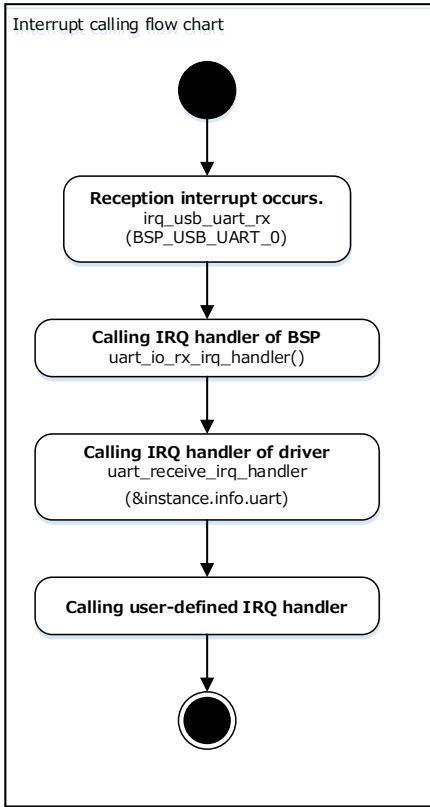 Interrupt calling flow chart
Reception interrupt occurs.
irq_usb_uart_rx
(BSP_USB_UART_0)
Calling IRQ handler of BSP
uart_io_rx_irq_handler()
Calling IRQ handler of driver
uart_receive_irq_handler
(&instance.info.uart)
Calling user-defined IRQ handler